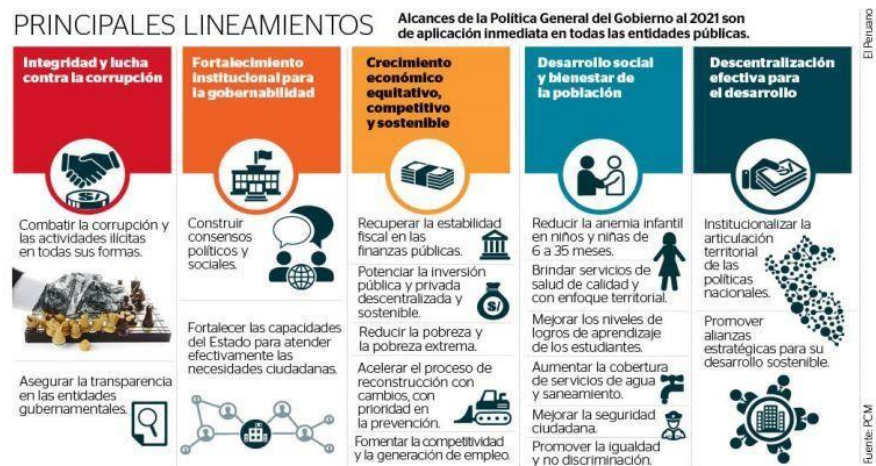 PRINCIPALES LINEAMIENTOS
Alcances de la Política General del Gobierno al 2021 son
de aplicación inmediata en todas las entidades públicas.
El Peruano
Integridad y lucha
contra la corrupción
S/
Combatir la corrupción y
las actividades ilícitas
en todas sus formas.
Asegurar la transparencia
en las entidades
gubernamentales.
Fortalecimiento
institucional para
la gobernabilidad
Construir
consensos
políticos y
sociales.
Fortalecer las capacidades
del Estado para atender
efectivamente las
necesidades ciudadanas.
Crecimiento
económico
equitativo,
competitivo
y sostenible
Recuperar la estabilidad
fiscal en las
finanzas públicas.
Potenciar la inversión
pública y privada
descentralizada y
sostenible.
S/
Reducir la pobreza y
la pobreza extrema.
Acelerar el proceso de
reconstrucción con
cambios, con
prioridad en
la prevención.
Fomentar la competitividad
y la generación de empleo.
Desarrollo social
y bienestar de
la población
Reducir la anemia infantil
en niños y niñas de
6 a 35 meses.
Brindar servicios de
salud de calidad y
con enfoque territorial.
Mejorar los niveles de
logros de aprendizaje
de los estudiantes.
Aumentar la cobertura
de servicios de agua
y saneamiento.
Mejorar la seguridad
ciudadana.
Promover la igualdad
y no discriminación.
Descentralización
efectiva para
el desarrollo
S/
Institucionalizar la
articulación
territorial
de las
políticas
nacionales.
Promover
alianzas
estratégicas para su
desarrollo sostenible.
Fuente: PCM